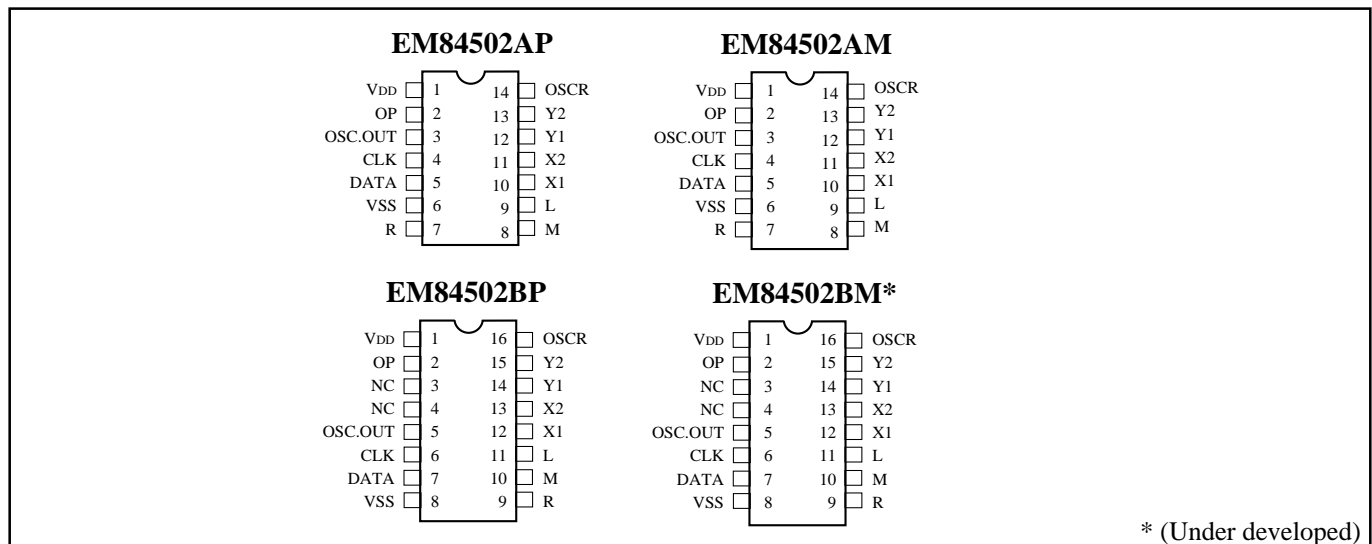 EM84502AP
VDD 1 14 OSCR
OP 2 13 Y2
OSC.OUT 3 12 Y1
CLK 4 11 X2
DATA 5 10 X1
VSS 6 9 L
R 7 8 M
EM84502AM
VDD 1 14 OSCR
OP 2 13 Y2
OSC.OUT 3 12 Y1
CLK 4 11 X2
DATA 5 10 X1
VSS 6 9 L
R 7 8 M
EM84502BP
VDD 1 16 OSCR
OP 2 15 Y2
NC 3 14 Y1
NC 4 13 X2
OSC.OUT 5 12 X1
CLK 6 11 L
DATA 7 10 M
VSS 8 9 R
EM84502BM*
VDD 1 16 OSCR
OP 2 15 Y2
NC 3 14 Y1
NC 4 13 X2
OSC.OUT 5 12 X1
CLK 6 11 L
DATA 7 10 M
VSS 8 9 R
* (Under developed)